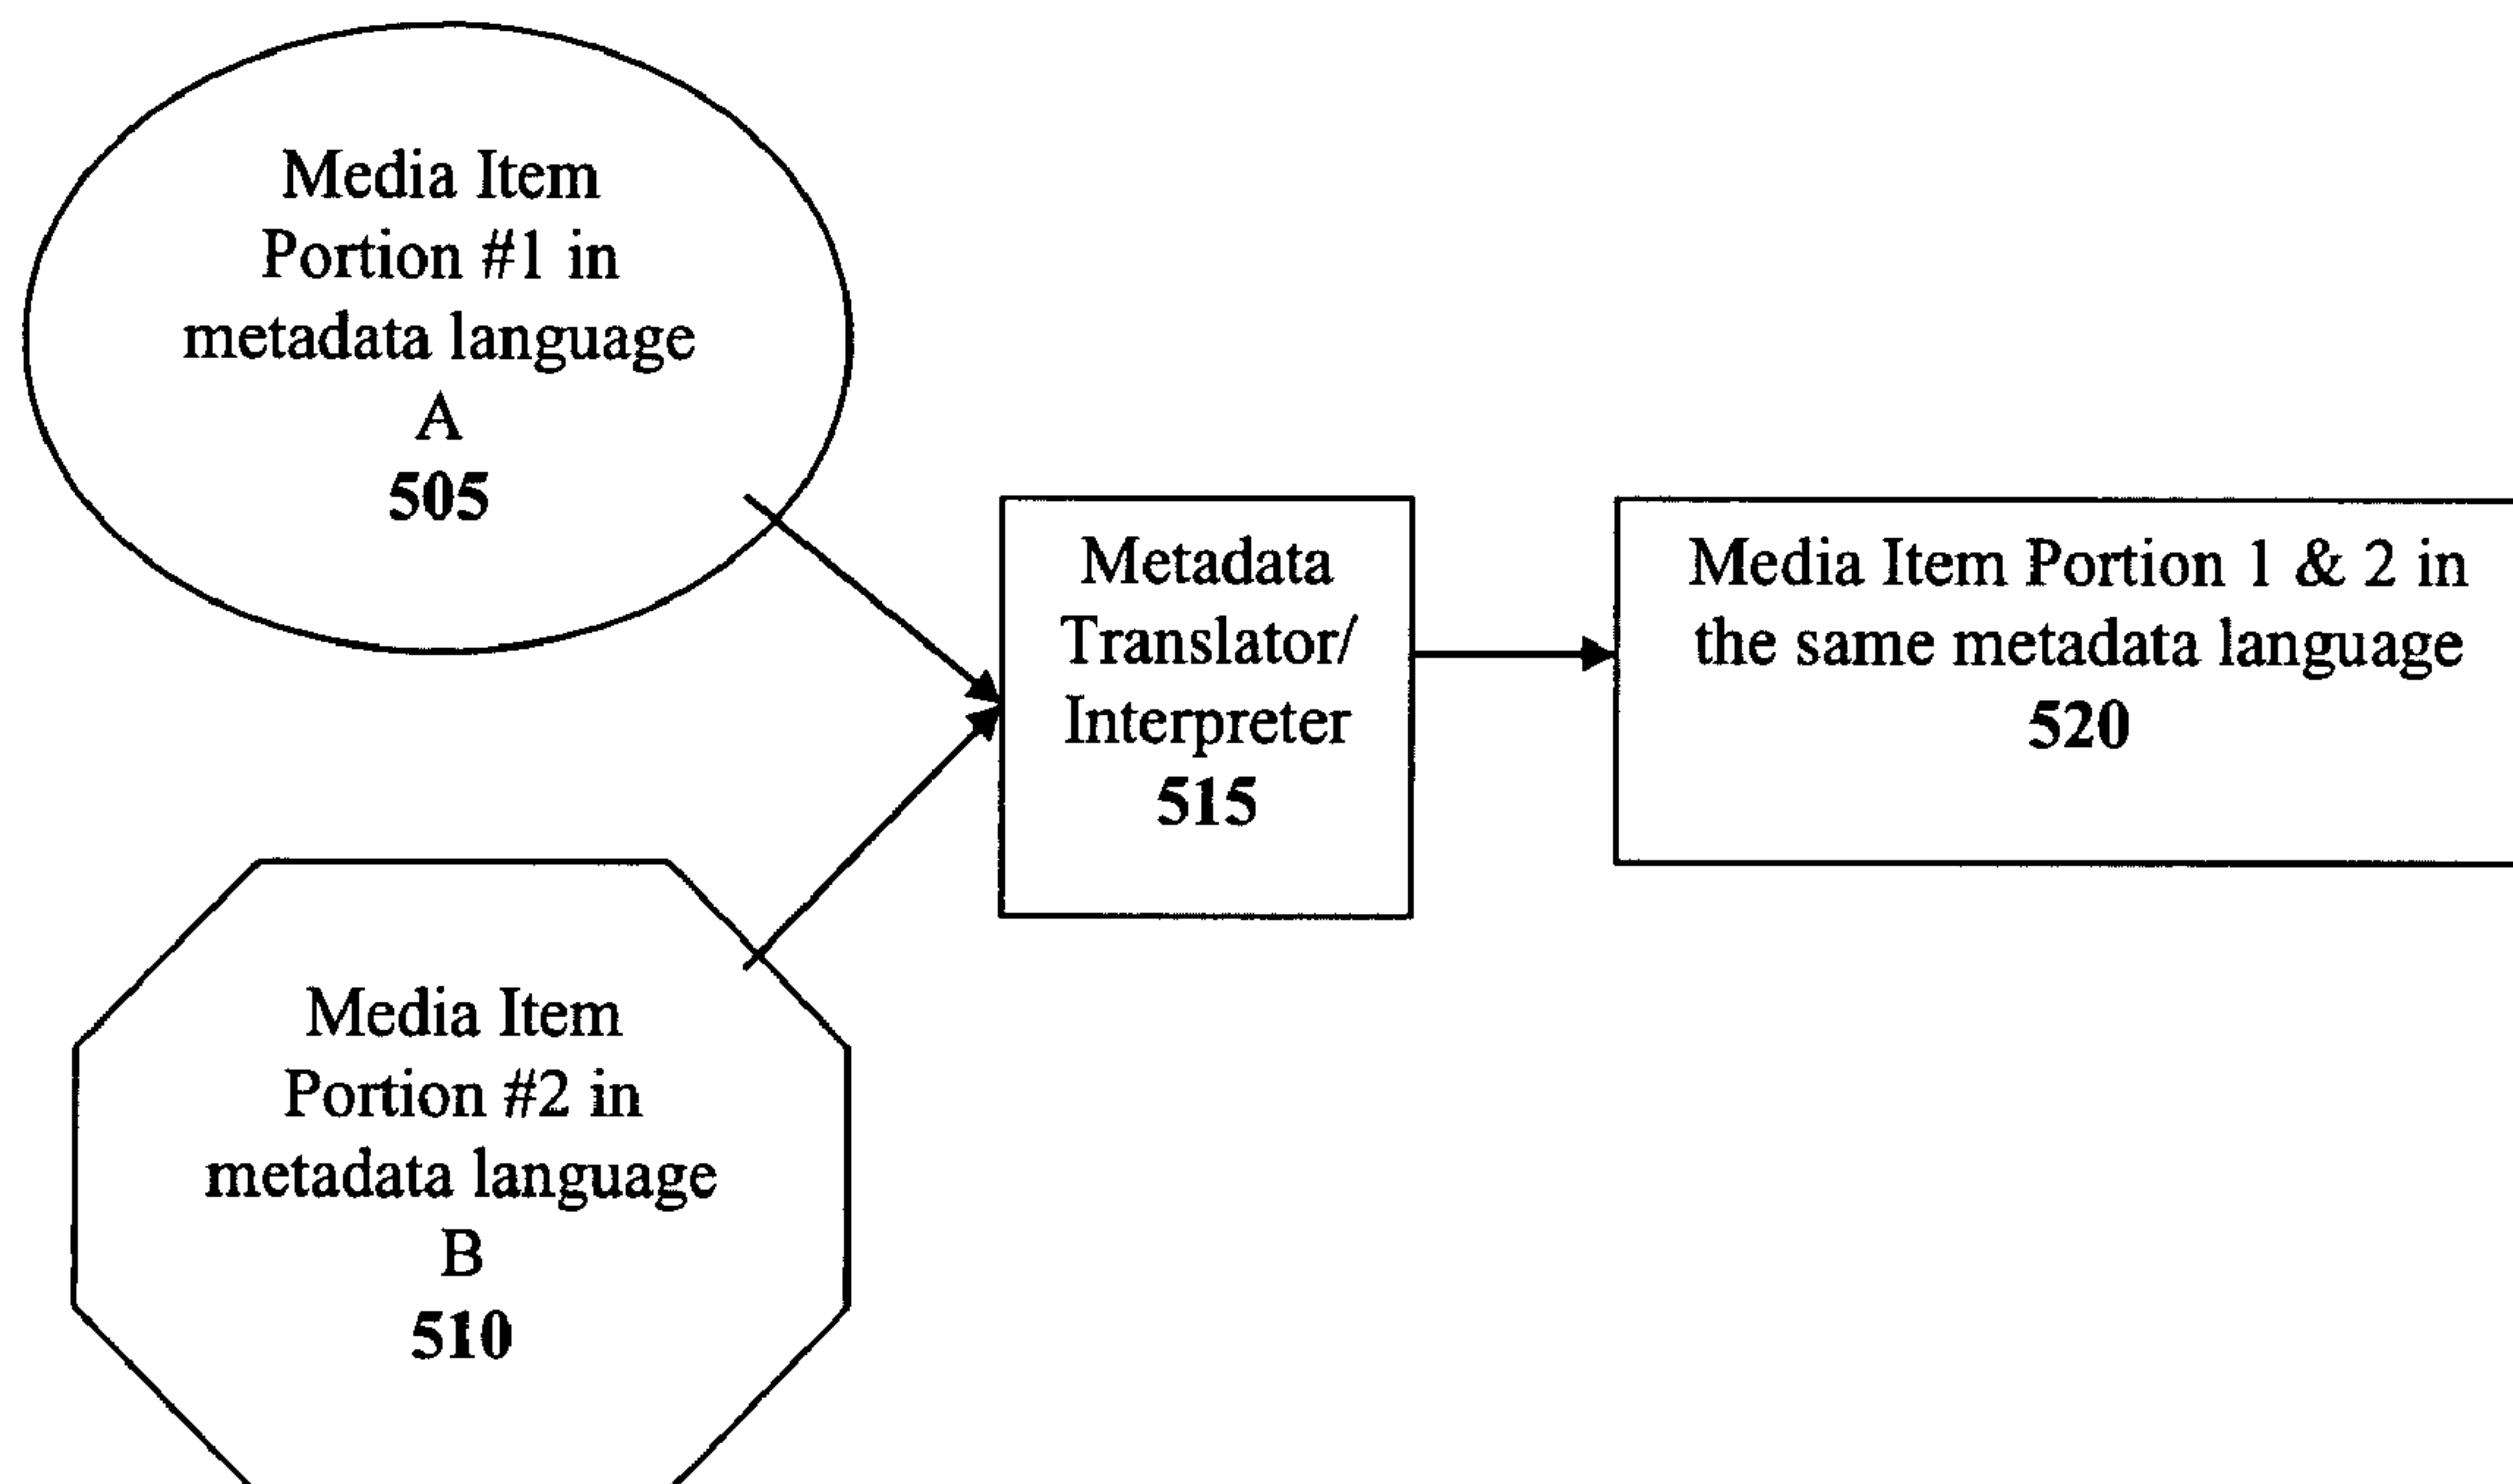 Media Item
Portion #1 in
metadata language
A
505
Metadata
Translator/
Interpreter
515
Media Item Portion 1 & 2 in
the same metadata language
520
Media Item
Portion #2 in
metadata language
B
510